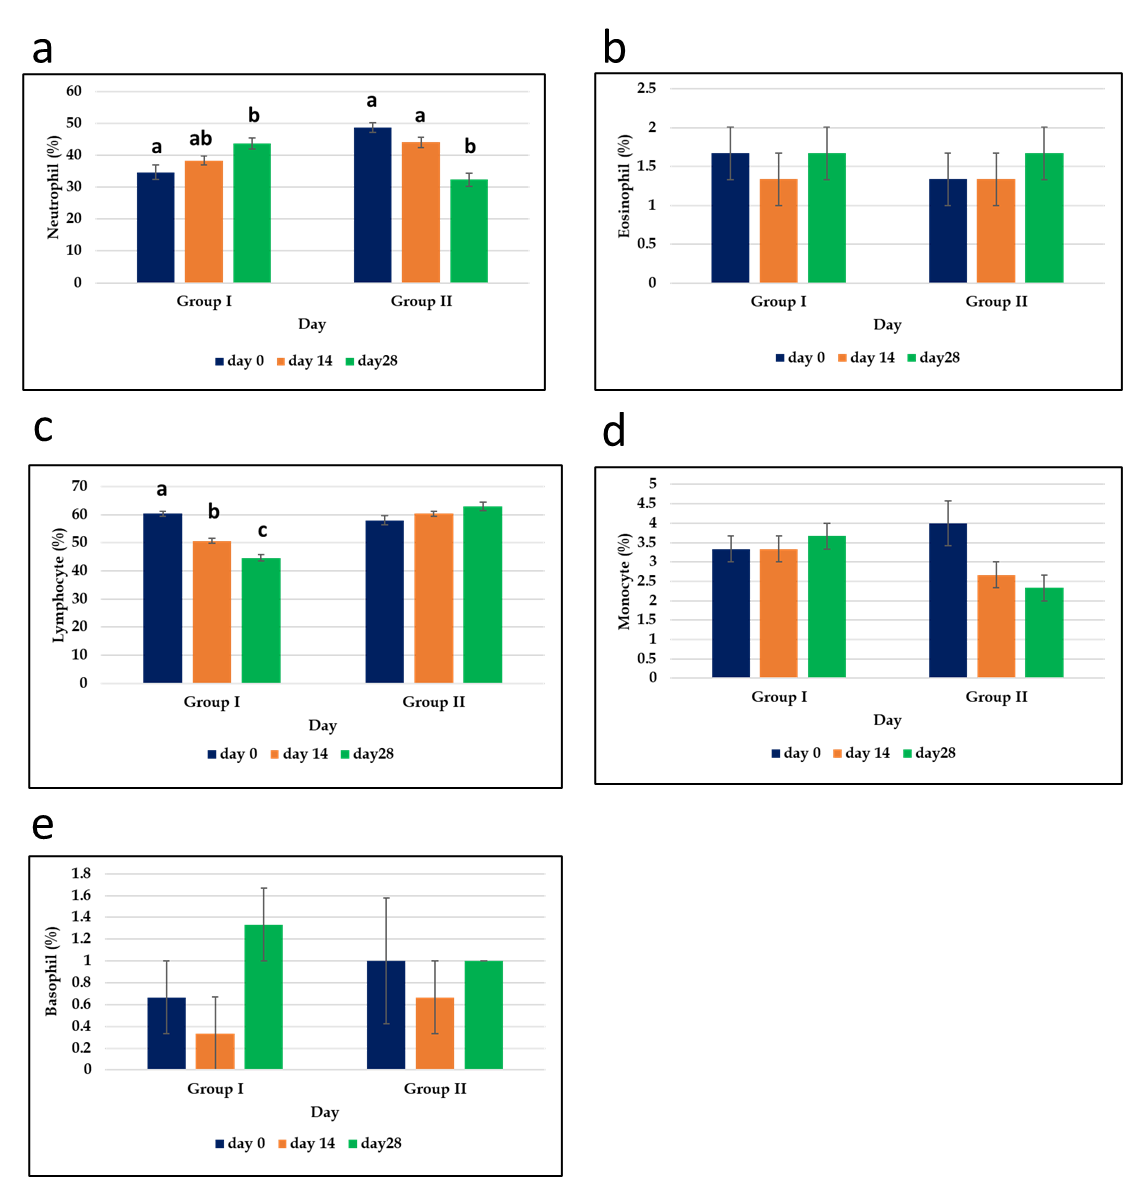 a
60
50
40
30
20
10
0
Neutrophil (%)
a
ab
b
a
a
b
Group I
Group II
Day
day 0
day 14
day28
b
2.5
2
1.5
1
0.5
0
Eosinophil (%)
Group I
Group II
Day
day 0
day 14
day28
c
70
60
50
40
30
20
10
0
Lymphocyte (%)
a
b
c
Group I
Group II
Day
day 0
day 14
day28
d
5
4.5
4
3.5
3
2.5
2
1.5
1
0.5
0
Monocyte (%)
Group I
Group II
Day
day 0
day 14
day28
e
1.8
1.6
1.4
1.2
1
0.8
0.6
0.4
0.2
0
Basophil (%)
Group I
Group II
Day
day 0
day 14
day28